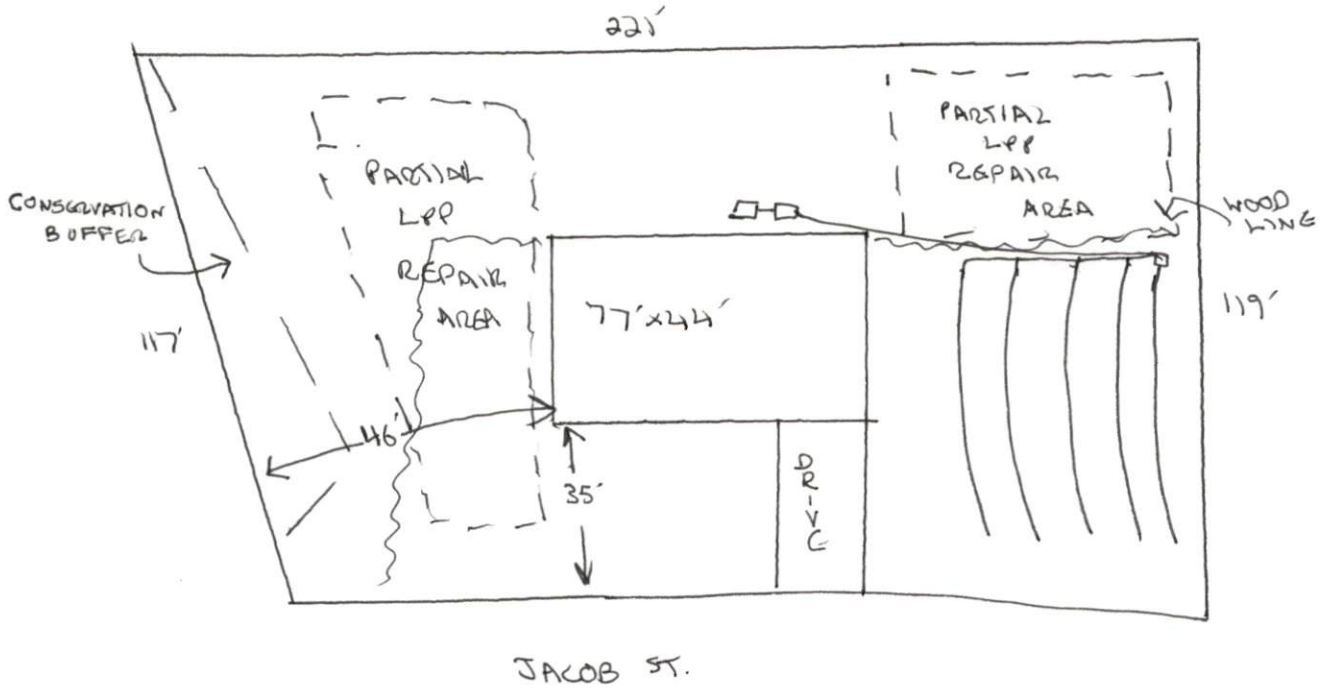 221'
PARTIAL
LPP
REPAIR
AREA
WOOD
LINE
PARTIAL
LPP
REPAIR
AREA
CONSERVATION
BUFFER
77'x44'
119'
117'
46'
35'
DRIVE
JACOB ST.